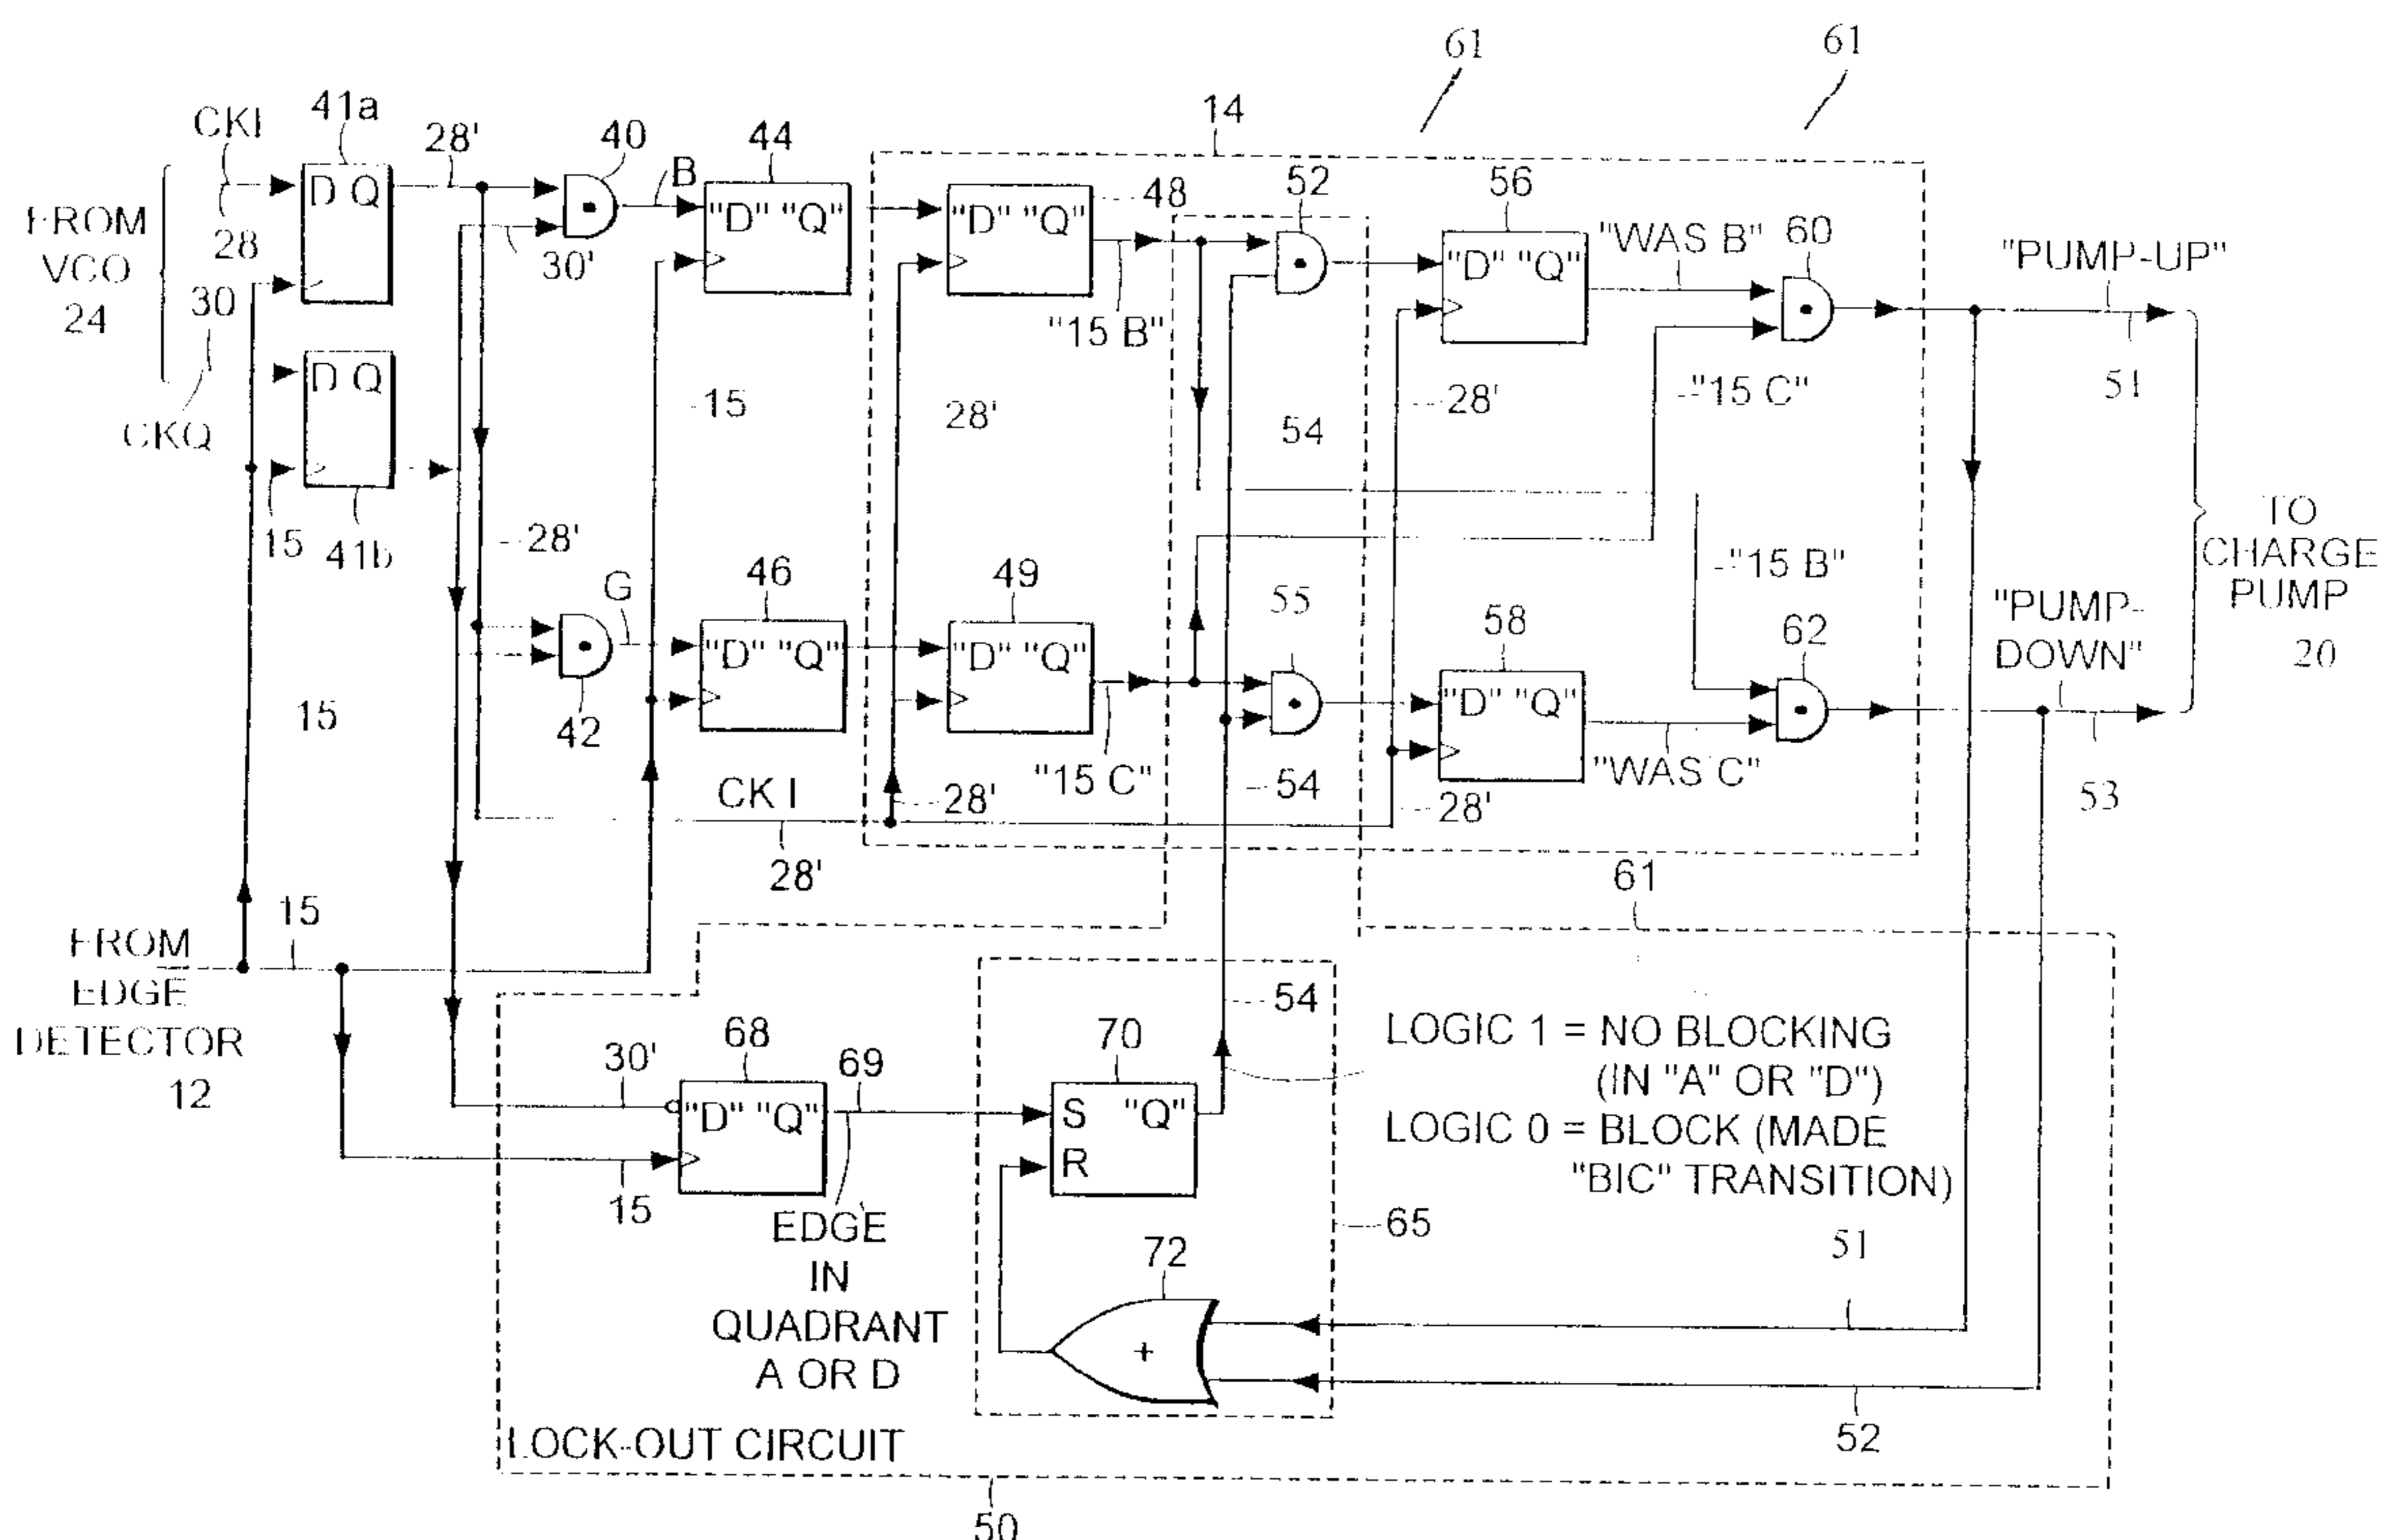 61
61
14
CKI
41a
28'
40
B
44
48
52
56
"WAS B"
60
"PUMP-UP"
FROM
VCO
24
28
30
CKQ
D Q
30'
"D" "Q"
"D" "Q"
"15 B"
"D" "Q"
51
D Q
15
41b
28'
15
28'
54
28'
"15 C"
"15 B"
TO
CHARGE
PUMP
20
15
G
42
46
"D" "Q"
49
"D" "Q"
"15 C"
55
54
58
"D" "Q"
"WAS C"
62
"PUMP-
DOWN"
53
CK I
28'
28'
28'
61
FROM
EDGE
DETECTOR
12
15
30'
68
"D" "Q"
15
69
EDGE
IN
QUADRANT
A OR D
70
S "Q"
R
54
LOGIC 1 = NO BLOCKING
(IN "A" OR "D")
LOGIC 0 = BLOCK (MADE
"BIC" TRANSITION)
65
72
+
51
52
LOCK-OUT CIRCUIT
50